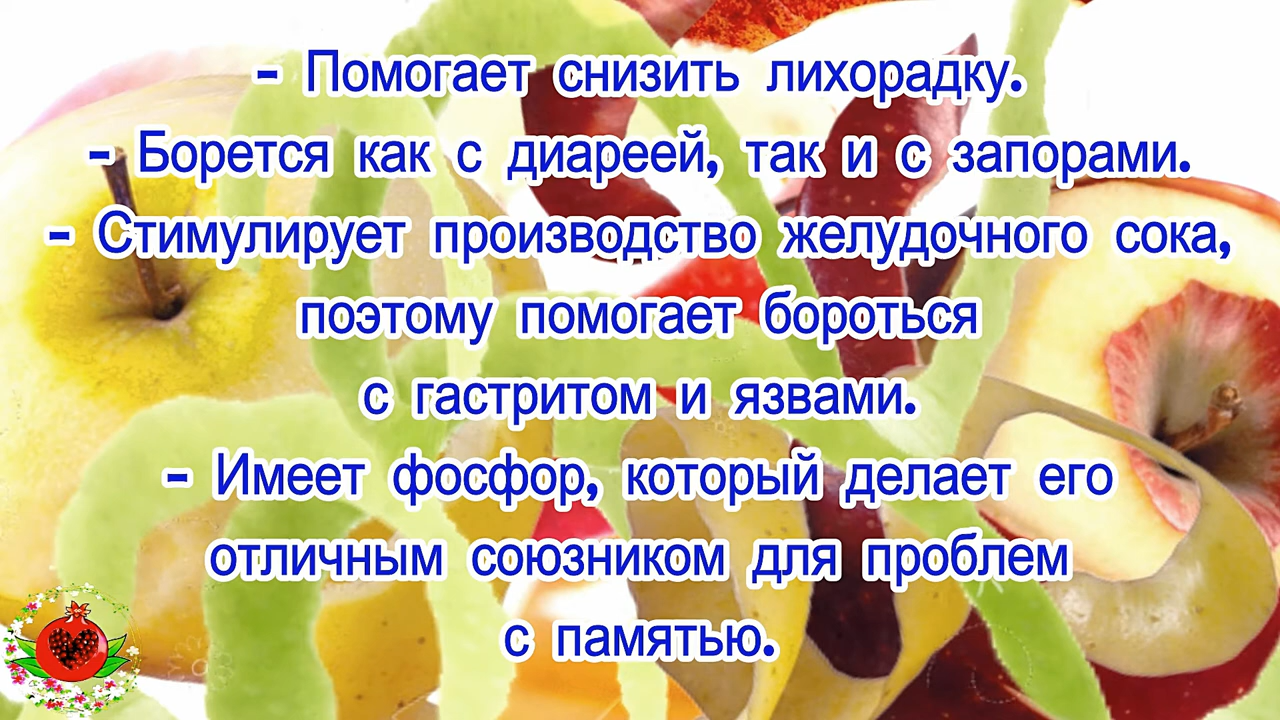 - Помогает снизить лихорадку.
- Борется как с диареей, так и с запорами.
- Стимулирует производство желудочного сока,
поэтому помогает бороться
с гастритом и язвами.
- Имеет фосфор, который делает его
отличным союзником для проблем
с памятью.